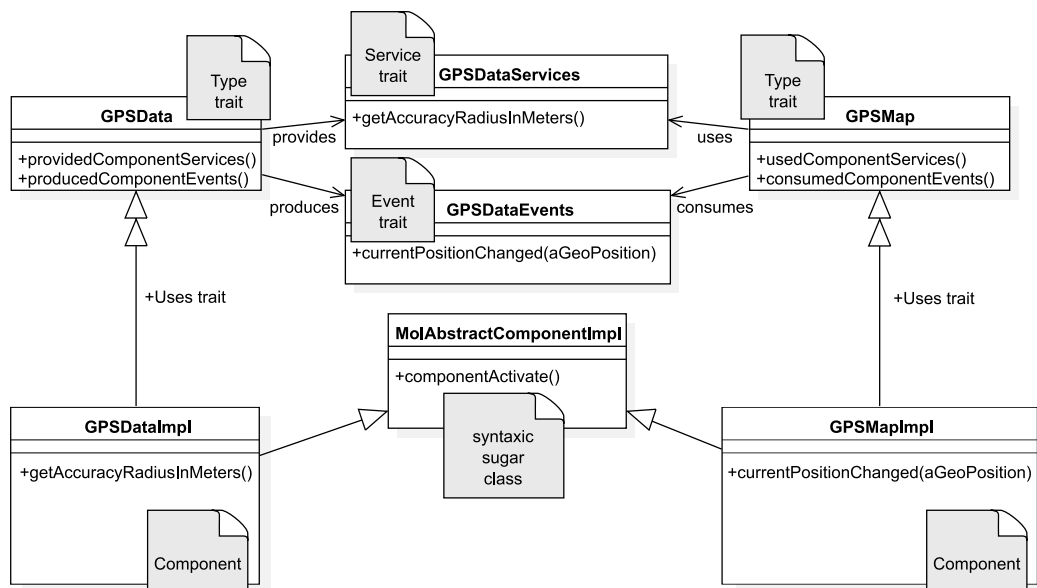 Service
trait
GPSDataServices
+getAccuracyRadiusInMeters()
Type
trait
GPSData
+providedComponentServices()
+producedComponentEvents()
provides
produces
Type
trait
GPSMap
+usedComponentServices()
+consumedComponentEvents()
uses
consumes
Event
trait
GPSDataEvents
+currentPositionChanged(aGeoPosition)
+Uses trait
+Uses trait
MolAbstractComponentImpl
+componentActivate()
syntaxic
sugar
class
GPSDataImpl
+getAccuracyRadiusInMeters()
Component
GPSMapImpl
+currentPositionChanged(aGeoPosition)
Component